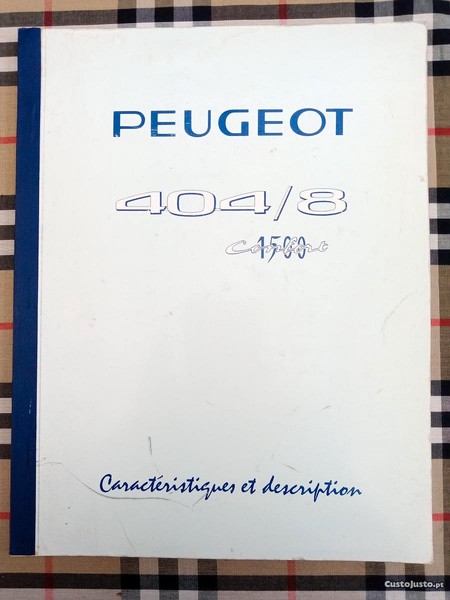 PEUGEOT
404/8
Confort 1500
Caractéristiques et description
CustoJusto.pt